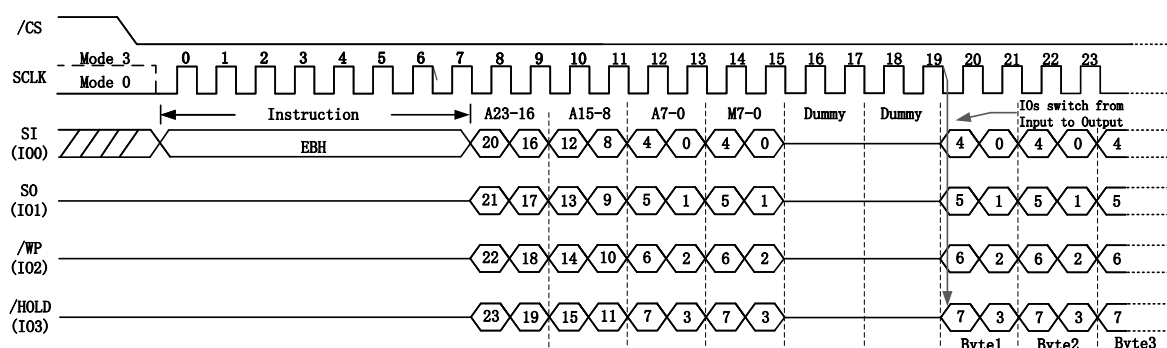 /CS
Mode 3 0 1 2 3 4 5 6 7 8 9 10 11 12 13 14 15 16 17 18 19 20 21 22 23
SCLK
Mode 0
Instruction A23-16 A15-8 A7-0 M7-0 Dummy Dummy IOs switch from
Input to Output
SI
(IO0)
EBH 20 16 12 8 4 0 4 0 4 0 4 0 4
SO
(IO1)
21 17 13 9 5 1 5 1 5 1 5 1 5
/WP
(IO2)
22 18 14 10 6 2 6 2 6 2 6 2 6
/HOLD
(IO3)
23 19 15 11 7 3 7 3 7 3 7 3 7
Byte1 Byte2 Byte3